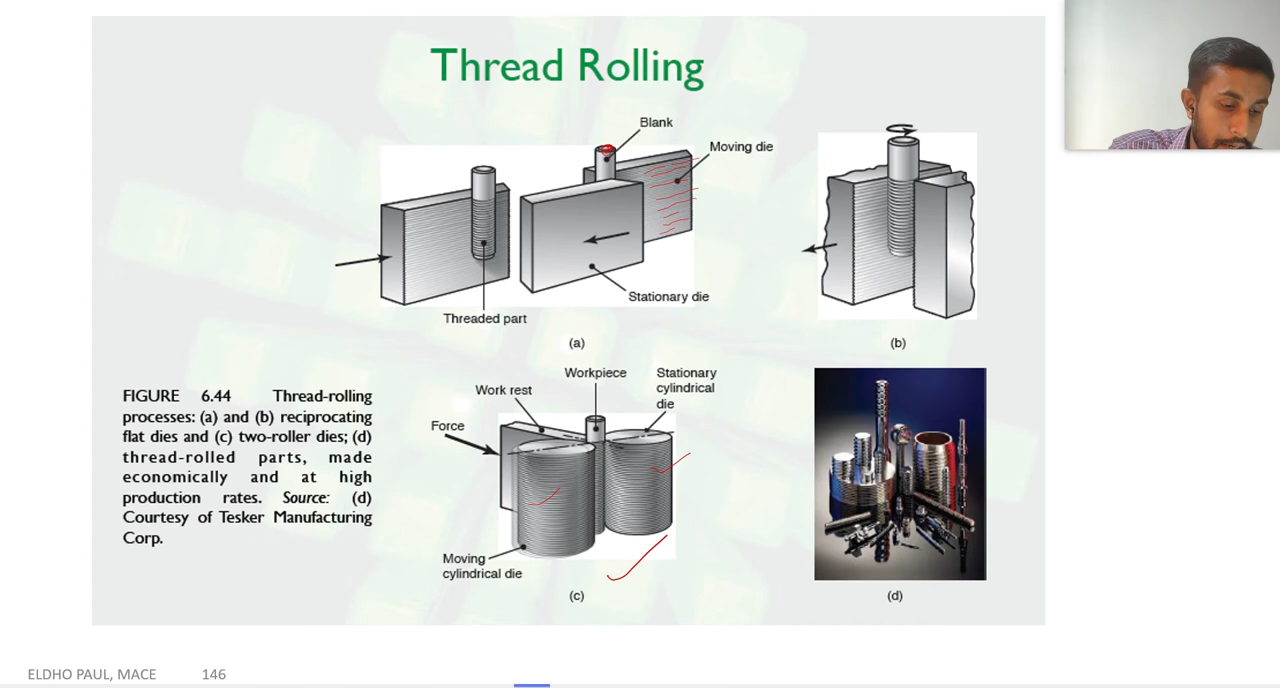 Thread Rolling
Blank
Moving die
Stationary die
Threaded part
(a)
(b)
Workpiece
Stationary
cylindrical
die
Work rest
Force
Moving
cylindrical die
(c)
(d)
FIGURE 6.44 Thread-rolling
processes: (a) and (b) reciprocating
flat dies and (c) two-roller dies; (d)
thread-rolled parts, made
economically and at high
production rates. Source: (d)
Courtesy of Tesker Manufacturing
Corp.
ELDHO PAUL, MACE 146